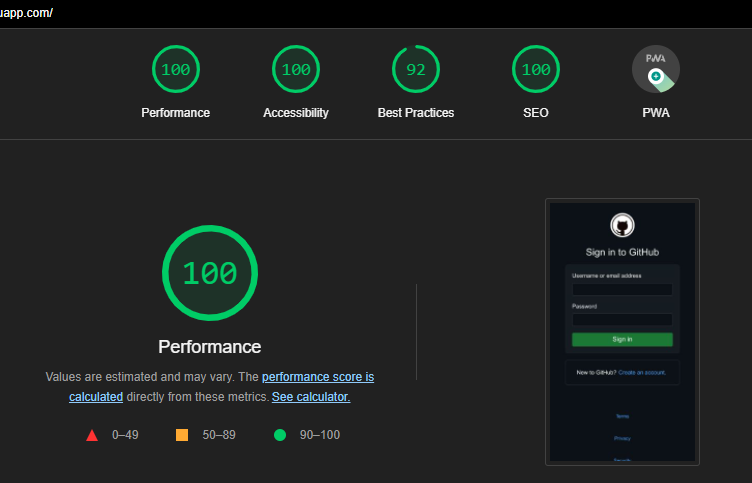 uapp.com/
100 100 92 100 PWA
Performance Accessibility Best Practices SEO PWA
100
Performance
Values are estimated and may vary. The performance score is
calculated directly from these metrics. See calculator.
0–49 50–89 90–100
Sign in to GitHub
Username or email address
Password
Sign in
New to GitHub? Create an account.
Terms
Privacy
Security